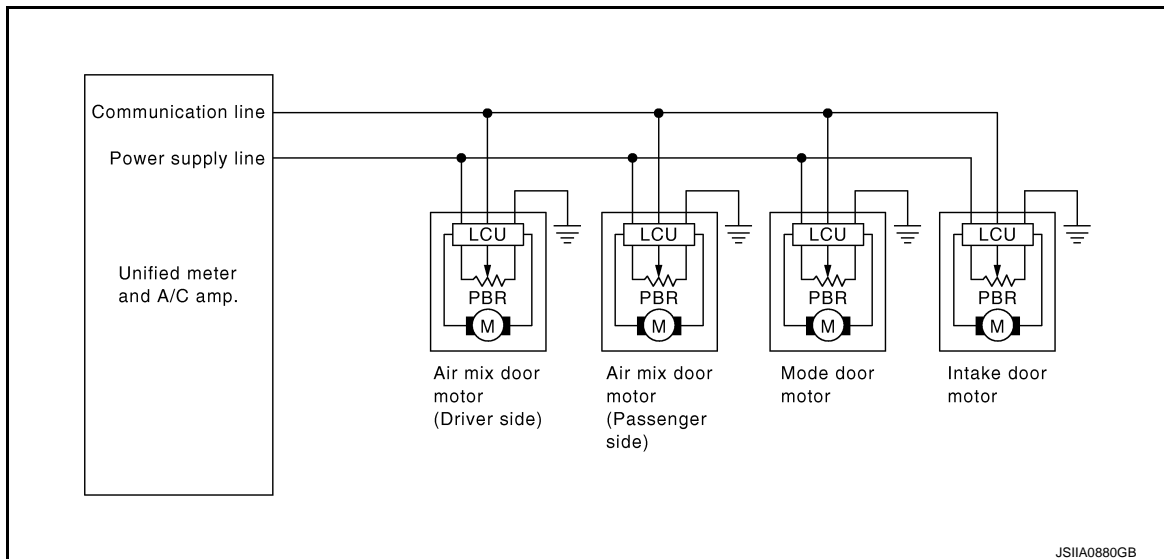 Communication line
Power supply line
Unified meter
and A/C amp.
LCU
PBR
M
Air mix door
motor
(Driver side)
LCU
PBR
M
Air mix door
motor
(Passenger
side)
LCU
PBR
M
Mode door
motor
LCU
PBR
M
Intake door
motor
JSIIA0880GB